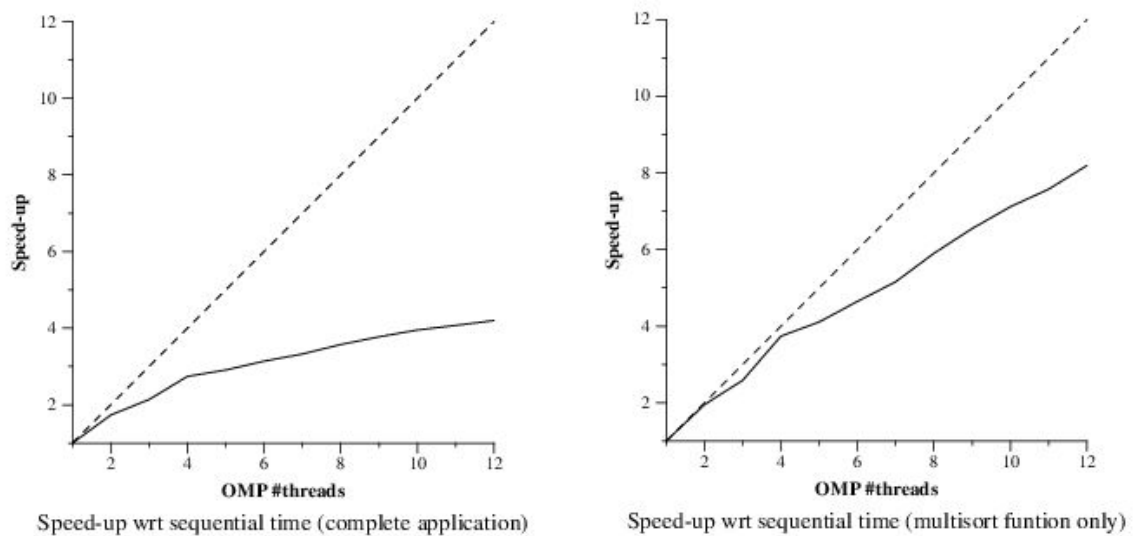 12
10
8
6
4
2
Speed-up
2 4 6 8 10 12
OMP #threads
Speed-up wrt sequential time (complete application)
12
10
8
6
4
2
Speed-up
2 4 6 8 10 12
OMP #threads
Speed-up wrt sequential time (multisort funtion only)